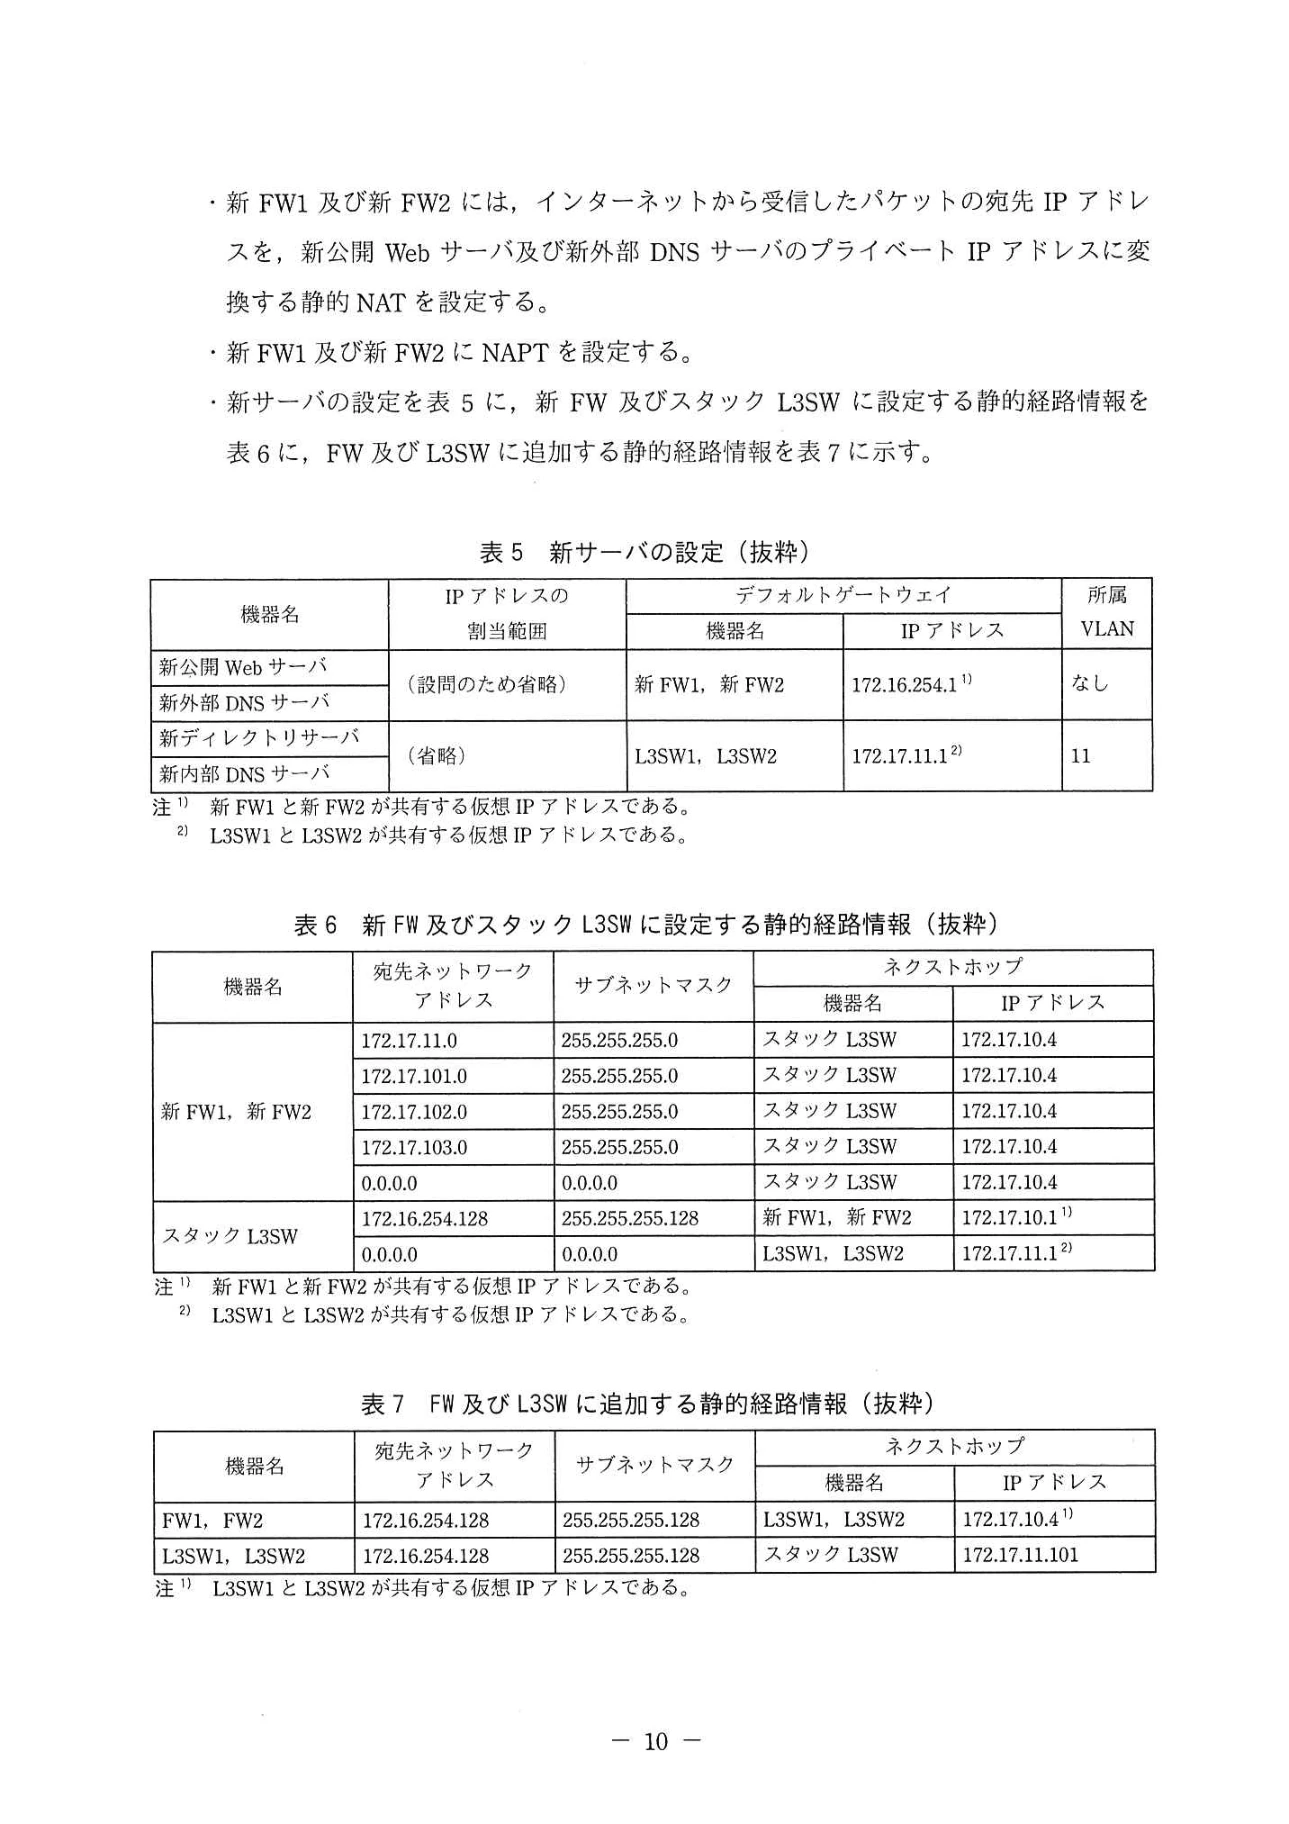 ・新 FW1 及び新 FW2 には，インターネットから受信したパケットの宛先 IP アドレ
スを，新公開 Web サーバ及び新外部 DNS サーバのプライベート IP アドレスに変
換する静的 NAT を設定する。
・新 FW1 及び新 FW2 に NAPT を設定する。
・新サーバの設定を表 5 に，新 FW 及びスタック L3SW に設定する静的経路情報を
表 6 に，FW 及び L3SW に追加する静的経路情報を表 7 に示す。
表 5　新サーバの設定（抜粋）
機器名 IP アドレスの 割当範囲 デフォルトゲートウェイ 所属 VLAN
機器名 IP アドレス
新公開 Web サーバ （設問のため省略） 新 FW1，新 FW2 172.16.254.1 1) なし
新外部 DNS サーバ
新ディレクトリサーバ （省略） L3SW1，L3SW2 172.17.11.1 2) 11
新内部 DNS サーバ
注 1)　新 FW1 と新 FW2 が共有する仮想 IP アドレスである。
2)　L3SW1 と L3SW2 が共有する仮想 IP アドレスである。
表 6　新 FW 及びスタック L3SW に設定する静的経路情報（抜粋）
機器名 宛先ネットワーク アドレス サブネットマスク ネクストホップ
機器名 IP アドレス
新 FW1，新 FW2 172.17.11.0 255.255.255.0 スタック L3SW 172.17.10.4
172.17.101.0 255.255.255.0 スタック L3SW 172.17.10.4
172.17.102.0 255.255.255.0 スタック L3SW 172.17.10.4
172.17.103.0 255.255.255.0 スタック L3SW 172.17.10.4
0.0.0.0 0.0.0.0 スタック L3SW 172.17.10.4
スタック L3SW 172.16.254.128 255.255.255.128 新 FW1，新 FW2 172.17.10.1 1)
0.0.0.0 0.0.0.0 L3SW1，L3SW2 172.17.11.1 2)
注 1)　新 FW1 と新 FW2 が共有する仮想 IP アドレスである。
2)　L3SW1 と L3SW2 が共有する仮想 IP アドレスである。
表 7　FW 及び L3SW に追加する静的経路情報（抜粋）
機器名 宛先ネットワーク アドレス サブネットマスク ネクストホップ
機器名 IP アドレス
FW1，FW2 172.16.254.128 255.255.255.128 L3SW1，L3SW2 172.17.10.4 1)
L3SW1，L3SW2 172.16.254.128 255.255.255.128 スタック L3SW 172.17.11.101
注 1)　L3SW1 と L3SW2 が共有する仮想 IP アドレスである。
－ 10 －